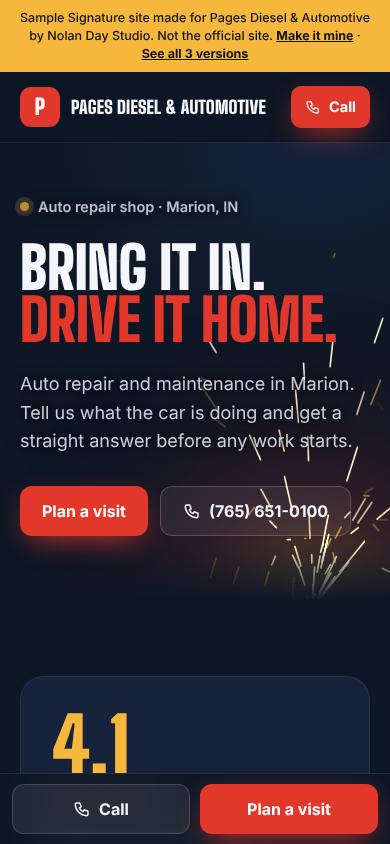 Sample Signature site made for Pages Diesel & Automotive
by Nolan Day Studio. Not the official site. Make it mine ·
See all 3 versions
P PAGES DIESEL & AUTOMOTIVE Call
Auto repair shop · Marion, IN
BRING IT IN.
DRIVE IT HOME.
Auto repair and maintenance in Marion.
Tell us what the car is doing and get a
straight answer before any work starts.
Plan a visit (765) 651-0100
4.1
Call Plan a visit